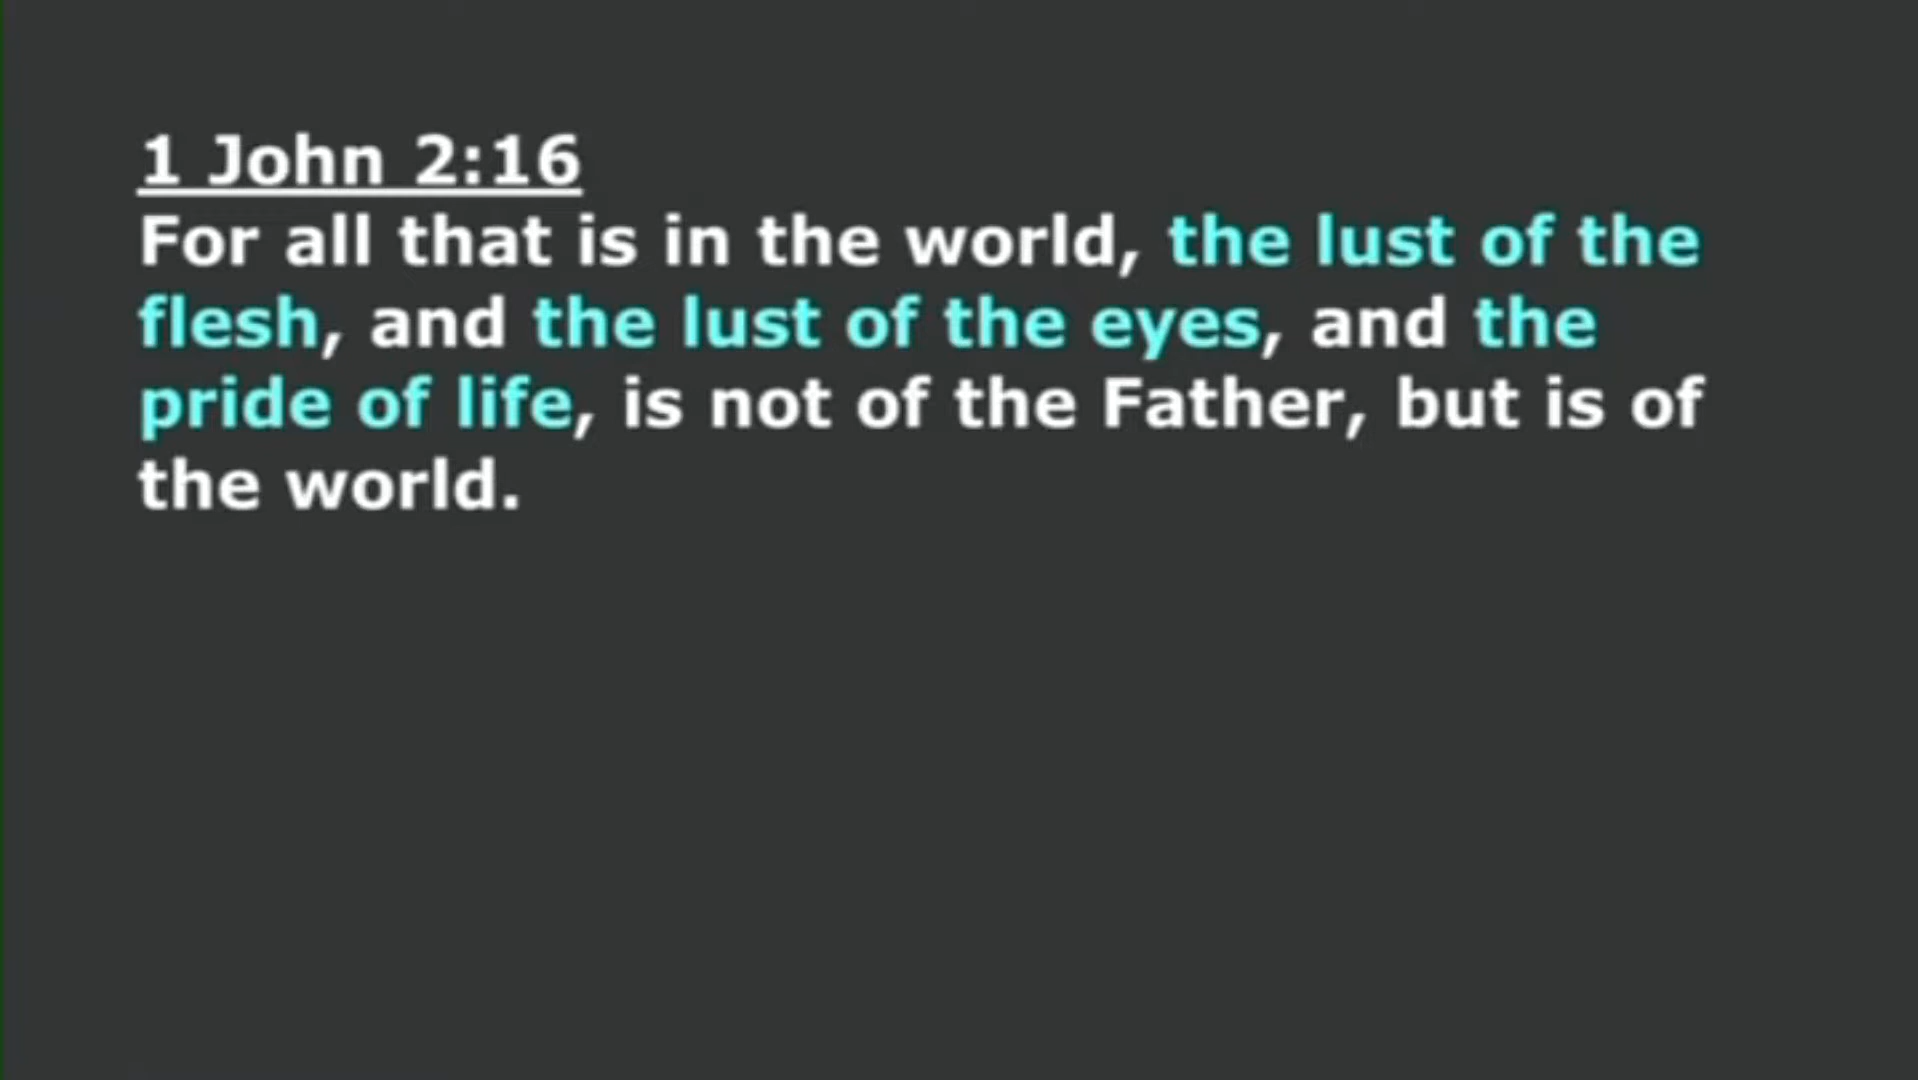 1 John 2:16
For all that is in the world, the lust of the
flesh, and the lust of the eyes, and the
pride of life, is not of the Father, but is of
the world.